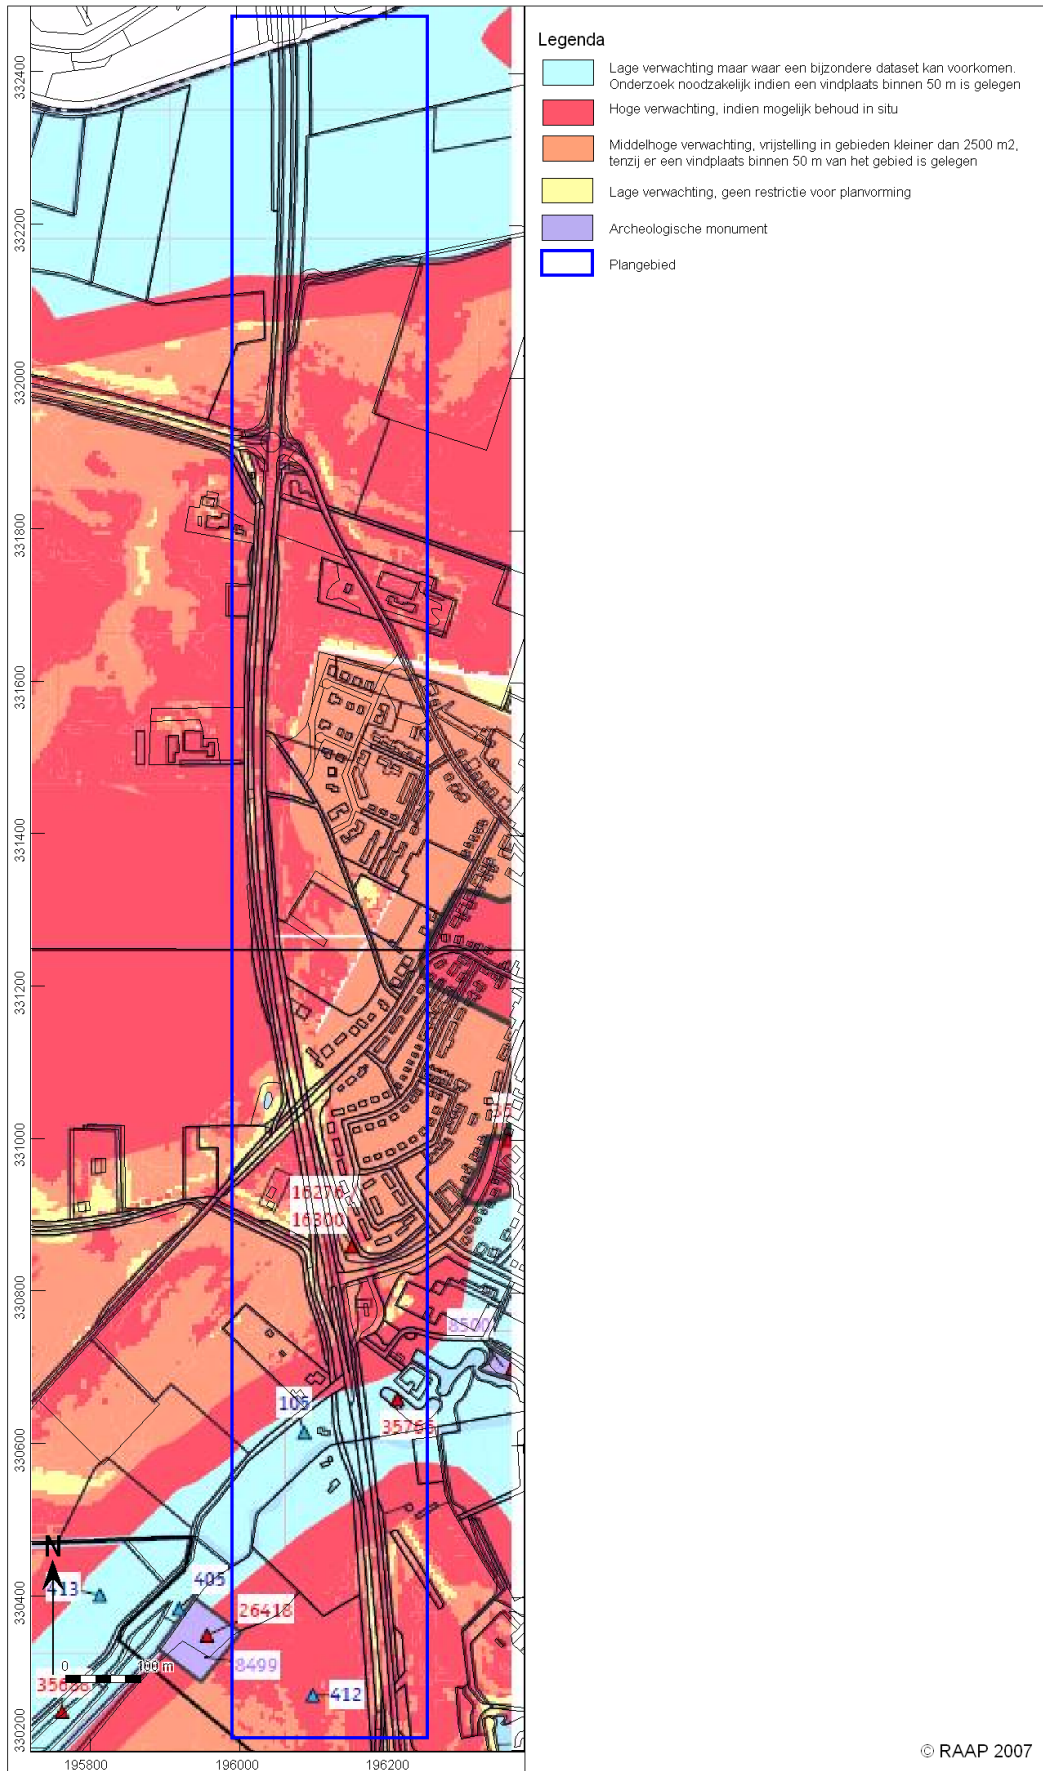 Legenda
Lage verwachting maar waar een bijzondere dataset kan voorkomen.
Onderzoek noodzakelijk indien een vindplaats binnen 50 m is gelegen
Hoge verwachting, indien mogelijk behoud in situ
Middelhoge verwachting, vrijstelling in gebieden kleiner dan 2500 m2,
tenzij er een vindplaats binnen 50 m van het gebied is gelegen
Lage verwachting, geen restrictie voor planvorming
Archeologische monument
Plangebied
332400
332200
332000
331800
331600
331400
331200
331000
330800
330600
330400
330200
35
16276
16300
8500
105
35766
413
405
26418
8499
412
N
0
100 m
195800
196000
196200
© RAAP 2007